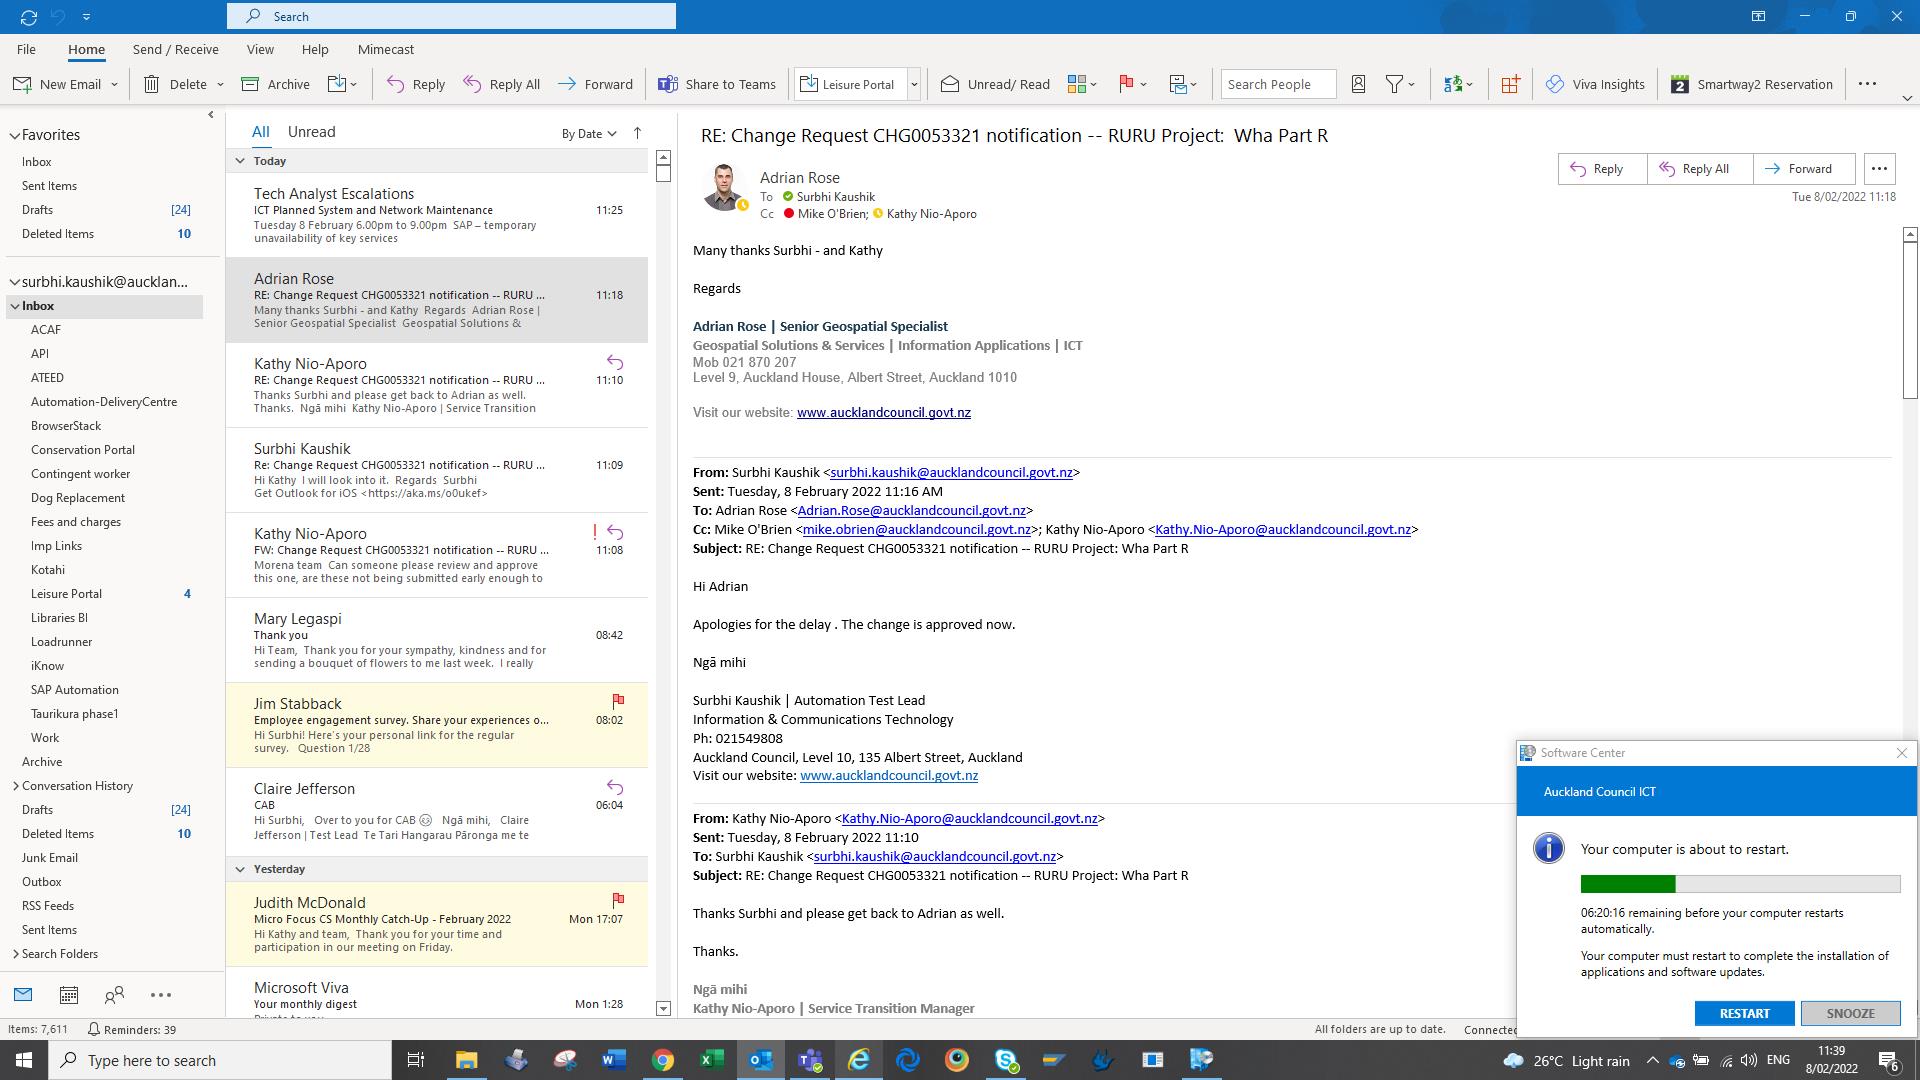 Search
File Home Send / Receive View Help Mimecast
New Email Delete Archive Reply Reply All Forward Share to Teams Leisure Portal Unread/ Read Search People Viva Insights 2 Smartway2 Reservation
Favorites
Inbox
Sent Items
Drafts [24]
Deleted Items 10
surbhi.kaushik@aucklan...
Inbox
ACAF
API
ATEED
Automation-DeliveryCentre
BrowserStack
Conservation Portal
Contingent worker
Dog Replacement
Fees and charges
Imp Links
Kotahi
Leisure Portal 4
Libraries BI
Loadrunner
iKnow
SAP Automation
Taurikura phase1
Work
Archive
Conversation History
Drafts [24]
Deleted Items 10
Junk Email
Outbox
RSS Feeds
Sent Items
Search Folders
All Unread By Date
Today
Tech Analyst Escalations
ICT Planned System and Network Maintenance 11:25
Tuesday 8 February 6.00pm to 9.00pm SAP – temporary
unavailability of key services
Adrian Rose
RE: Change Request CHG0053321 notification -- RURU ... 11:18
Many thanks Surbhi - and Kathy Regards Adrian Rose |
Senior Geospatial Specialist Geospatial Solutions &
Kathy Nio-Aporo
RE: Change Request CHG0053321 notification -- RURU ... 11:10
Thanks Surbhi and please get back to Adrian as well.
Thanks. Ngā mihi Kathy Nio-Aporo | Service Transition
Surbhi Kaushik
Re: Change Request CHG0053321 notification -- RURU ... 11:09
Hi Kathy I will look into it. Regards Surbhi
Get Outlook for iOS <https://aka.ms/o0ukef>
Kathy Nio-Aporo
FW: Change Request CHG0053321 notification -- RURU ... 11:08
Morena team Can someone please review and approve
this one, are these not being submitted early enough to
Mary Legaspi
Thank you 08:42
Hi Team, Thank you for your sympathy, kindness and for
sending a bouquet of flowers to me last week. I really
Jim Stabback
Employee engagement survey. Share your experiences o... 08:02
Hi Surbhi! Here's your personal link for the regular
survey. Question 1/28
Claire Jefferson
CAB 06:04
Hi Surbhi, Over to you for CAB Ngā mihi, Claire
Jefferson | Test Lead Te Tari Hangarau Pāronga me te
Yesterday
Judith McDonald
Micro Focus CS Monthly Catch-Up - February 2022 Mon 17:07
Hi Kathy and team, Thank you for your time and
participation in our meeting on Friday.
Microsoft Viva
Your monthly digest Mon 1:28
Private to you
RE: Change Request CHG0053321 notification -- RURU Project: Wha Part R
Adrian Rose
To Surbhi Kaushik
Cc Mike O'Brien; Kathy Nio-Aporo
Reply Reply All Forward
Tue 8/02/2022 11:18
Many thanks Surbhi - and Kathy
Regards
Adrian Rose | Senior Geospatial Specialist
Geospatial Solutions & Services | Information Applications | ICT
Mob 021 870 207
Level 9, Auckland House, Albert Street, Auckland 1010
Visit our website: www.aucklandcouncil.govt.nz
From: Surbhi Kaushik <surbhi.kaushik@aucklandcouncil.govt.nz>
Sent: Tuesday, 8 February 2022 11:16 AM
To: Adrian Rose <Adrian.Rose@aucklandcouncil.govt.nz>
Cc: Mike O'Brien <mike.obrien@aucklandcouncil.govt.nz>; Kathy Nio-Aporo <Kathy.Nio-Aporo@aucklandcouncil.govt.nz>
Subject: RE: Change Request CHG0053321 notification -- RURU Project: Wha Part R
Hi Adrian
Apologies for the delay . The change is approved now.
Ngā mihi
Surbhi Kaushik | Automation Test Lead
Information & Communications Technology
Ph: 021549808
Auckland Council, Level 10, 135 Albert Street, Auckland
Visit our website: www.aucklandcouncil.govt.nz
From: Kathy Nio-Aporo <Kathy.Nio-Aporo@aucklandcouncil.govt.nz>
Sent: Tuesday, 8 February 2022 11:10
To: Surbhi Kaushik <surbhi.kaushik@aucklandcouncil.govt.nz>
Subject: RE: Change Request CHG0053321 notification -- RURU Project: Wha Part R
Thanks Surbhi and please get back to Adrian as well.
Thanks.
Ngā mihi
Kathy Nio-Aporo | Service Transition Manager
Software Center
Auckland Council ICT
Your computer is about to restart.
06:20:16 remaining before your computer restarts
automatically.
Your computer must restart to complete the installation of
applications and software updates.
RESTART SNOOZE
Items: 7,611 Reminders: 39 All folders are up to date. Connected
Type here to search 26°C Light rain ENG 11:39
8/02/2022 6